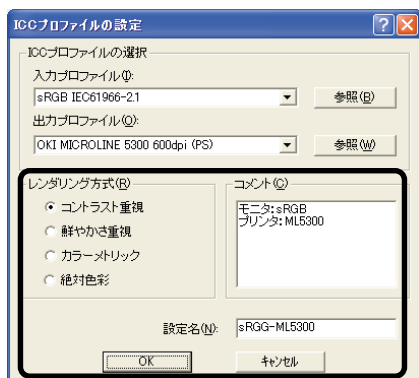 ICCプロファイルの設定
ICCプロファイルの選択
入力プロファイル(I):
sRGB IEC61966-2.1
参照(B)
出力プロファイル(O):
OKI MICROLINE 5300 600dpi (PS)
参照(W)
レンダリング方式(R)
コントラスト重視
鮮やかさ重視
カラーメトリック
絶対色彩
コメント(C)
モニタ:sRGB
プリンタ:ML5300
設定名(N):
sRGG-ML5300
OK
キャンセル